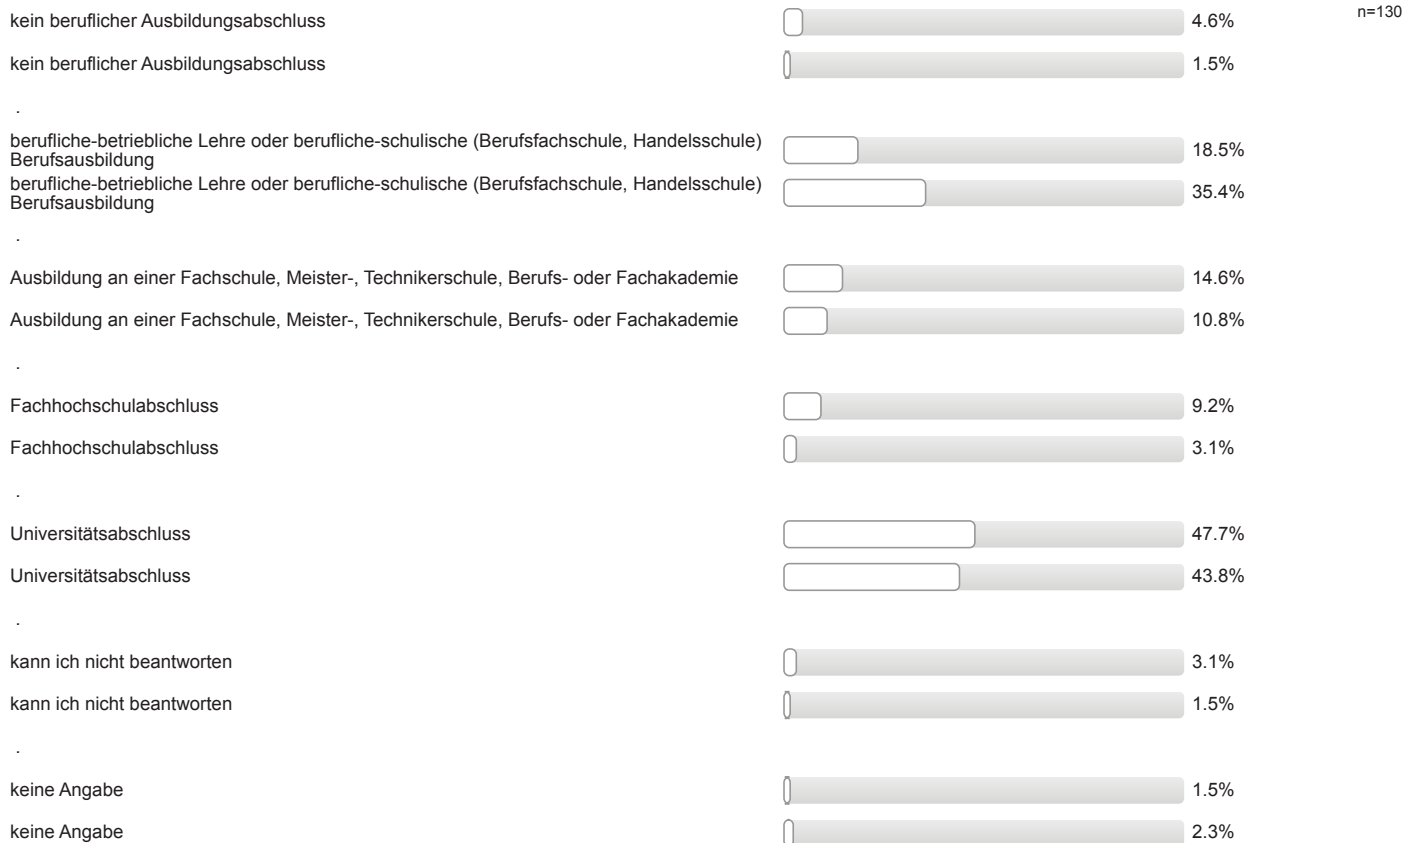 kein beruflicher Ausbildungsabschluss 4.6% n=130
kein beruflicher Ausbildungsabschluss 1.5%
.
berufliche-betriebliche Lehre oder berufliche-schulische (Berufsfachschule, Handelsschule)
Berufsausbildung 18.5%
berufliche-betriebliche Lehre oder berufliche-schulische (Berufsfachschule, Handelsschule)
Berufsausbildung 35.4%
.
Ausbildung an einer Fachschule, Meister-, Technikerschule, Berufs- oder Fachakademie 14.6%
Ausbildung an einer Fachschule, Meister-, Technikerschule, Berufs- oder Fachakademie 10.8%
.
Fachhochschulabschluss 9.2%
Fachhochschulabschluss 3.1%
.
Universitätsabschluss 47.7%
Universitätsabschluss 43.8%
.
kann ich nicht beantworten 3.1%
kann ich nicht beantworten 1.5%
.
keine Angabe 1.5%
keine Angabe 2.3%